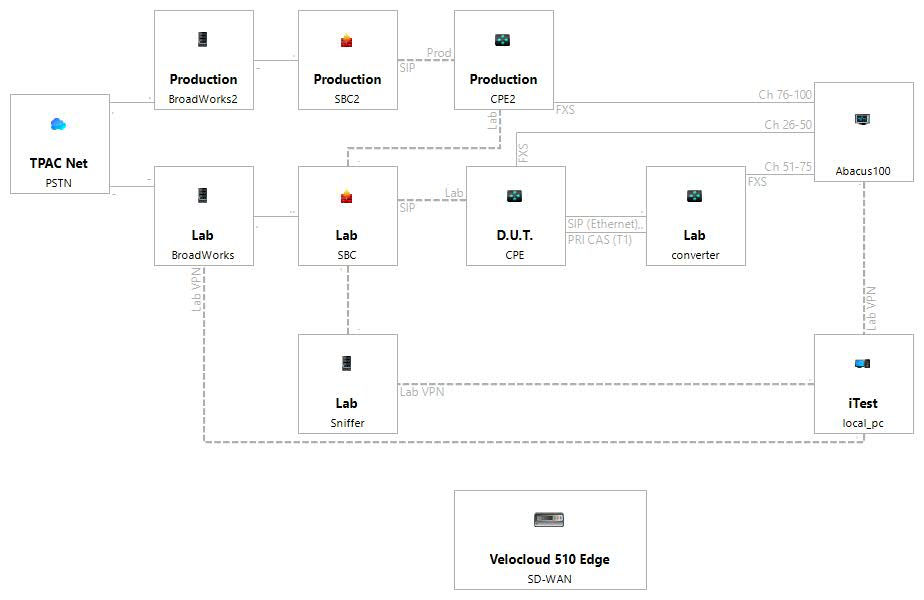 Production
BroadWorks2
Production
SBC2
Prod
SIP
Production
CPE2
FXS
Lab
Ch 76-100
Ch 26-50
Ch 51-75
Abacus100
TPAC Net
PSTN
Lab
BroadWorks
Lab
SBC
Lab
SIP
FXS
D.U.T.
CPE
SIP (Ethernet)
PRI CAS (T1)
Lab
converter
FXS
Lab VPN
Lab VPN
Lab
Sniffer
Lab VPN
iTest
local_pc
Velocloud 510 Edge
SD-WAN